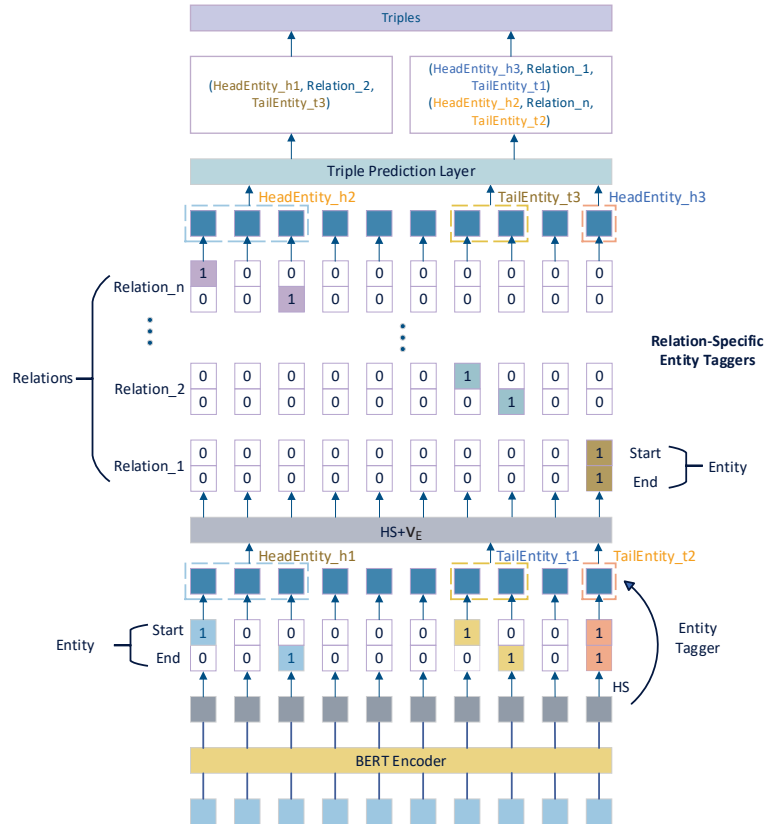 Triples
(HeadEntity_h1, Relation_2,
TailEntity_t3)
(HeadEntity_h3, Relation_1,
TailEntity_t1)
(HeadEntity_h2, Relation_n,
TailEntity_t2)
Triple Prediction Layer
HeadEntity_h2
TailEntity_t3
HeadEntity_h3
Relation_n
1 0 0 0 0 0 0 0 0 0
0 0 1 0 0 0 0 0 0 0
Relation-Specific
Entity Taggers
Relations
Relation_2
0 0 0 0 0 0 1 0 0 0
0 0 0 0 0 0 0 1 0 0
Relation_1
0 0 0 0 0 0 0 0 0 1 Start
0 0 0 0 0 0 0 0 0 1 End
Entity
HS+VE
HeadEntity_h1
TailEntity_t1
TailEntity_t2
Entity
Start 1 0 0 0 0 0 1 0 0 1
End 0 0 1 0 0 0 0 1 0 1
Entity
Tagger
HS
BERT Encoder